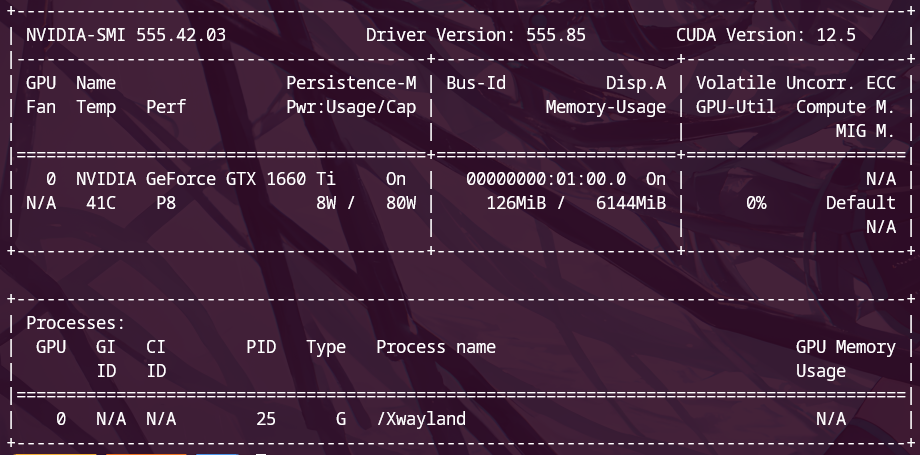 +-----------------------------------------------------------------------------------------+
| NVIDIA-SMI 555.42.03              Driver Version: 555.85         CUDA Version: 12.5     |
|-----------------------------------------+------------------------+----------------------+
| GPU  Name                 Persistence-M | Bus-Id          Disp.A | Volatile Uncorr. ECC |
| Fan  Temp   Perf          Pwr:Usage/Cap |           Memory-Usage | GPU-Util  Compute M. |
|                                         |                        |               MIG M. |
|=========================================+========================+======================|
|   0  NVIDIA GeForce GTX 1660 Ti     On  |   00000000:01:00.0  On |                  N/A |
| N/A   41C    P8              8W /   80W |     126MiB /   6144MiB |      0%      Default |
|                                         |                        |                  N/A |
+-----------------------------------------+------------------------+----------------------+
+-----------------------------------------------------------------------------------------+
| Processes:                                                                              |
|  GPU   GI   CI        PID   Type   Process name                              GPU Memory |
|        ID   ID                                                               Usage      |
|=========================================================================================|
|    0   N/A  N/A        25      G   /Xwayland                                   N/A      |
+-----------------------------------------------------------------------------------------+